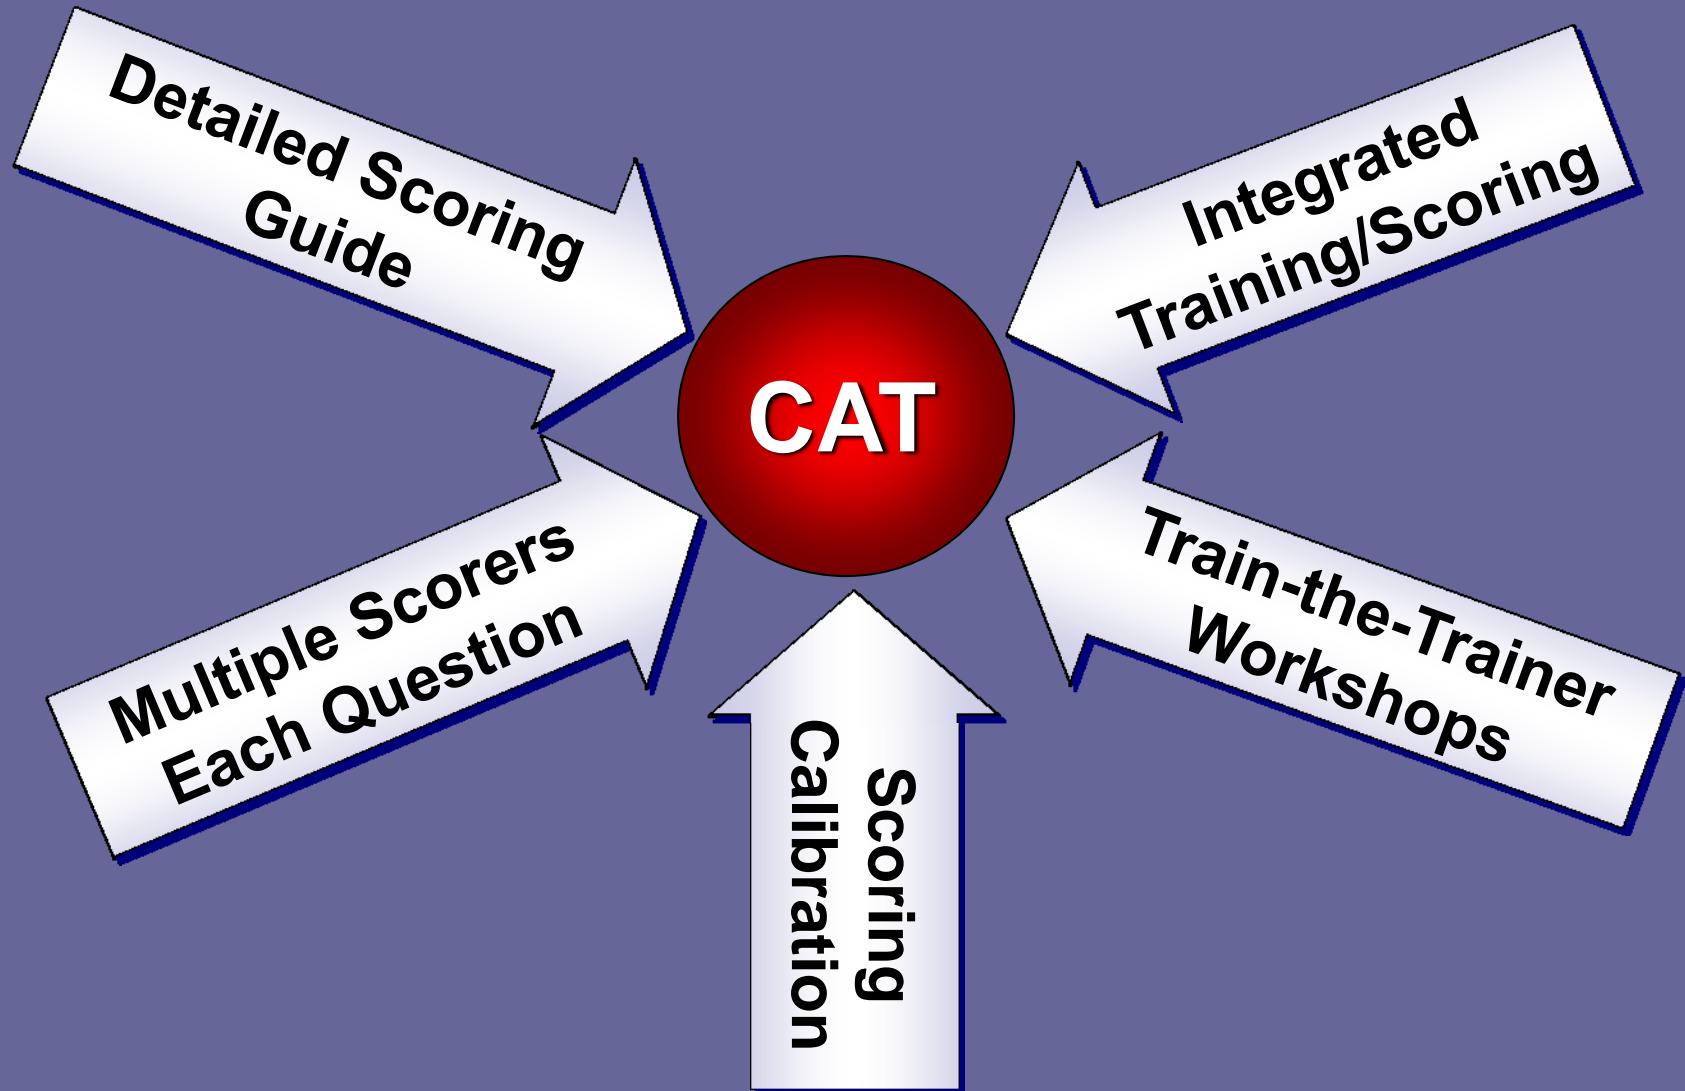 Detailed Scoring
Guide
Integrated
Training/Scoring
CAT
Multiple Scorers
Each Question
Train-the-Trainer
Workshops
Scoring
Calibration